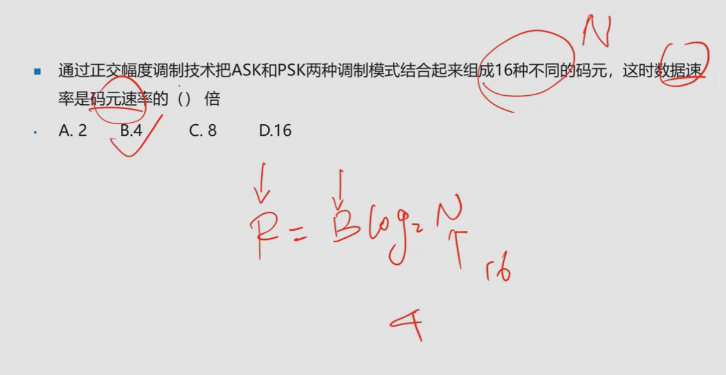 N
通过正交幅度调制技术把ASK和PSK两种调制模式结合起来组成16种不同的码元，这时数据速
率是码元速率的（） 倍
A. 2 B.4 C. 8 D.16
R = B log₂ N
16
4